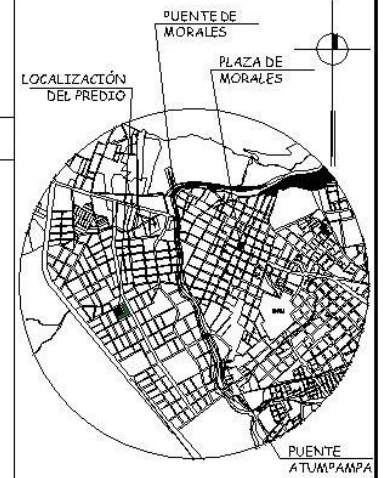 PUENTE DE
MORALES
PLAZA DE
MORALES
LOCALIZACIÓN
DEL PREDIO
PUENTE
ATUMPAMPA